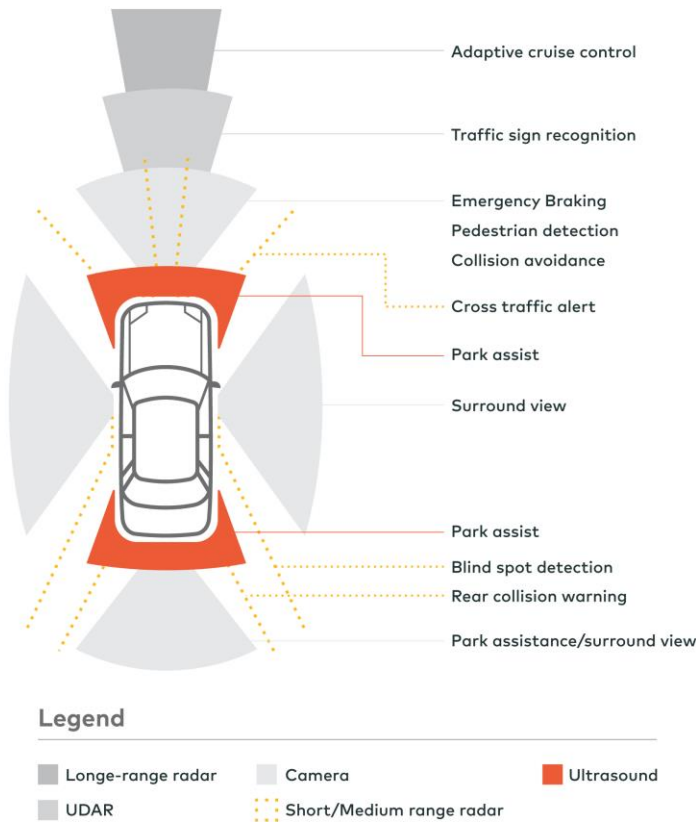 Adaptive cruise control
Traffic sign recognition
Emergency Braking
Pedestrian detection
Collision avoidance
Cross traffic alert
Park assist
Surround view
Park assist
Blind spot detection
Rear collision warning
Park assistance/surround view
Legend
Longe-range radar
Camera
Ultrasound
UDAR
Short/Medium range radar